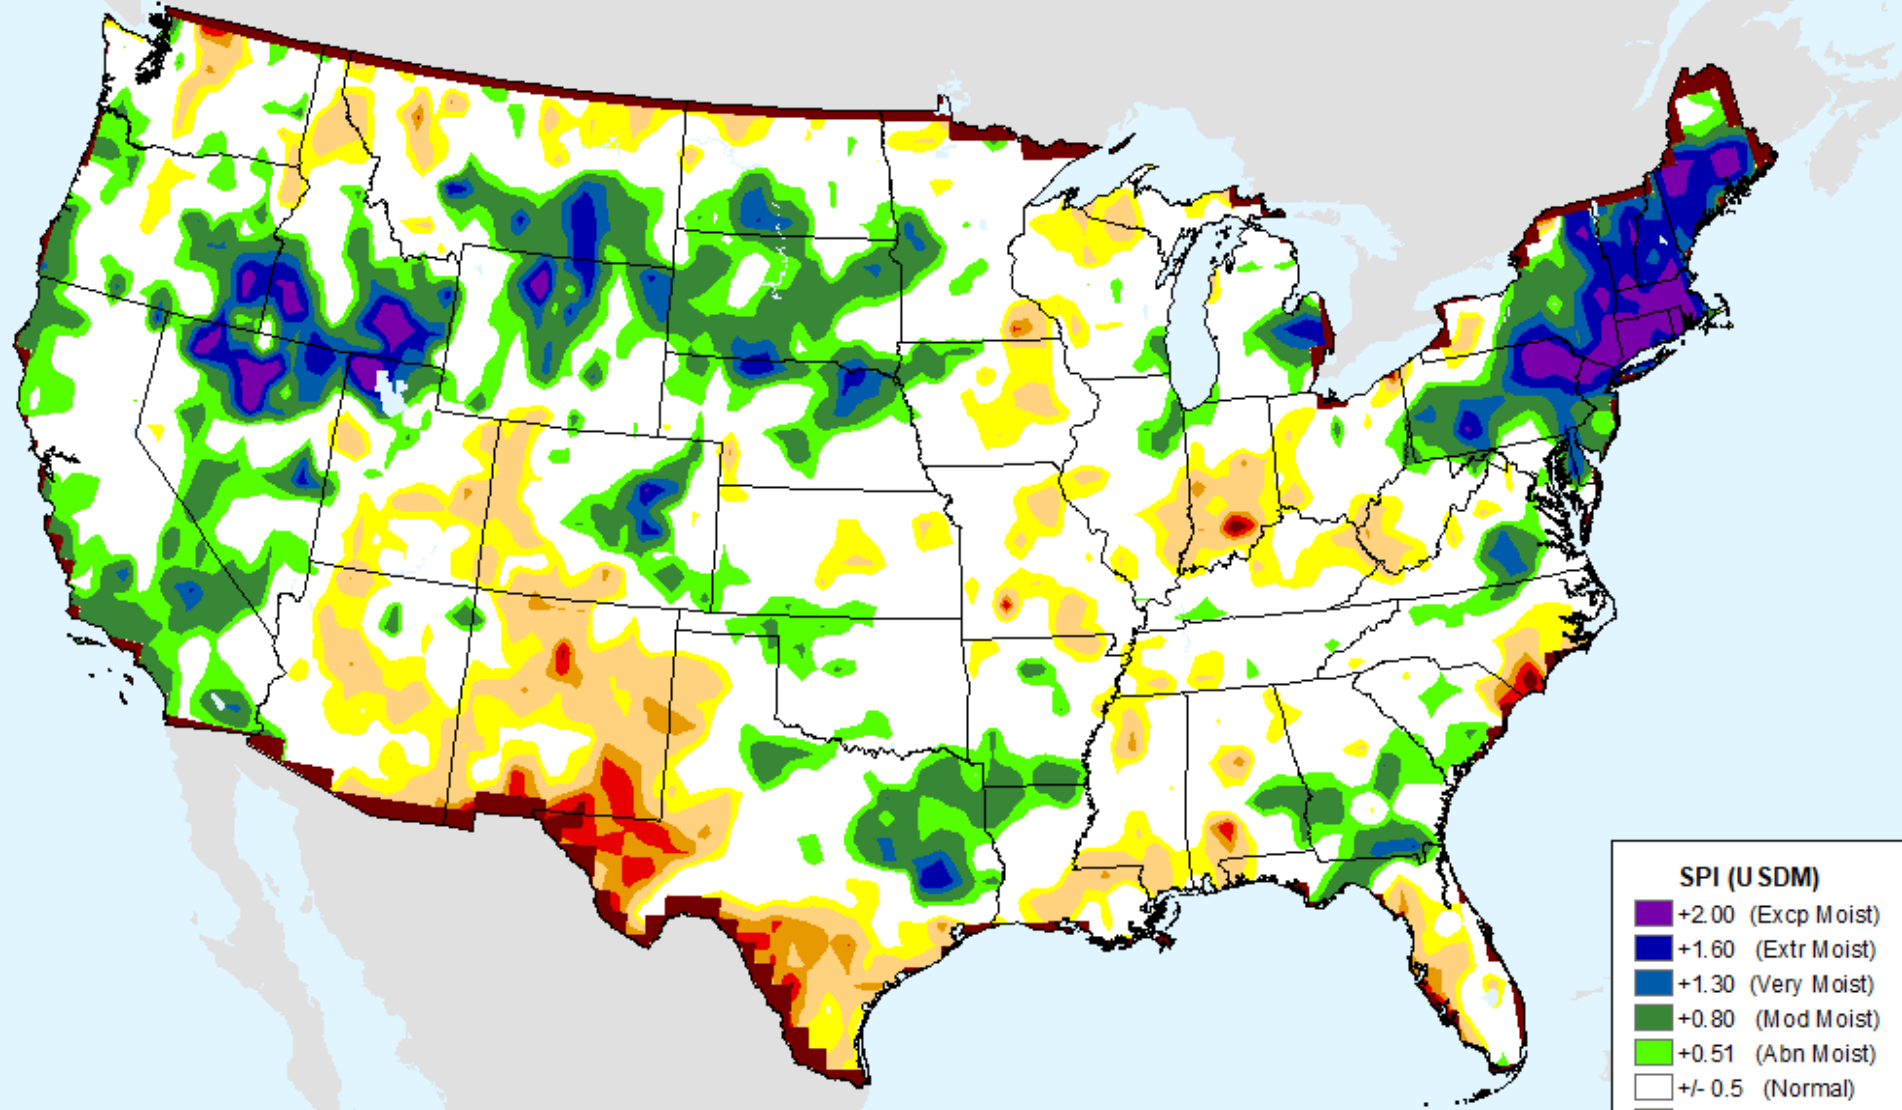 SPI (USDM)
+2.00 (Excp Moist)
+1.60 (Extr Moist)
+1.30 (Very Moist)
+0.80 (Mod Moist)
+0.51 (Abn Moist)
+/- 0.5 (Normal)